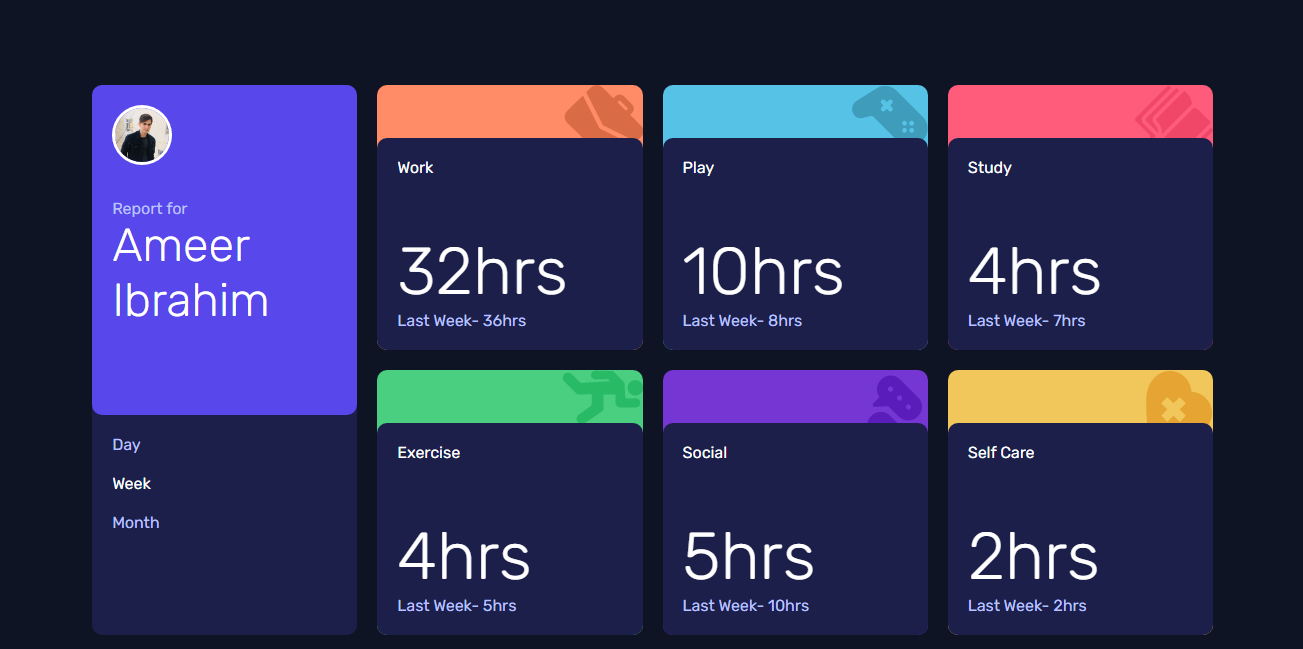 Report for
Ameer
Ibrahim
Day
Week
Month
Work
32hrs
Last Week- 36hrs
Play
10hrs
Last Week- 8hrs
Study
4hrs
Last Week- 7hrs
Exercise
4hrs
Last Week- 5hrs
Social
5hrs
Last Week- 10hrs
Self Care
2hrs
Last Week- 2hrs